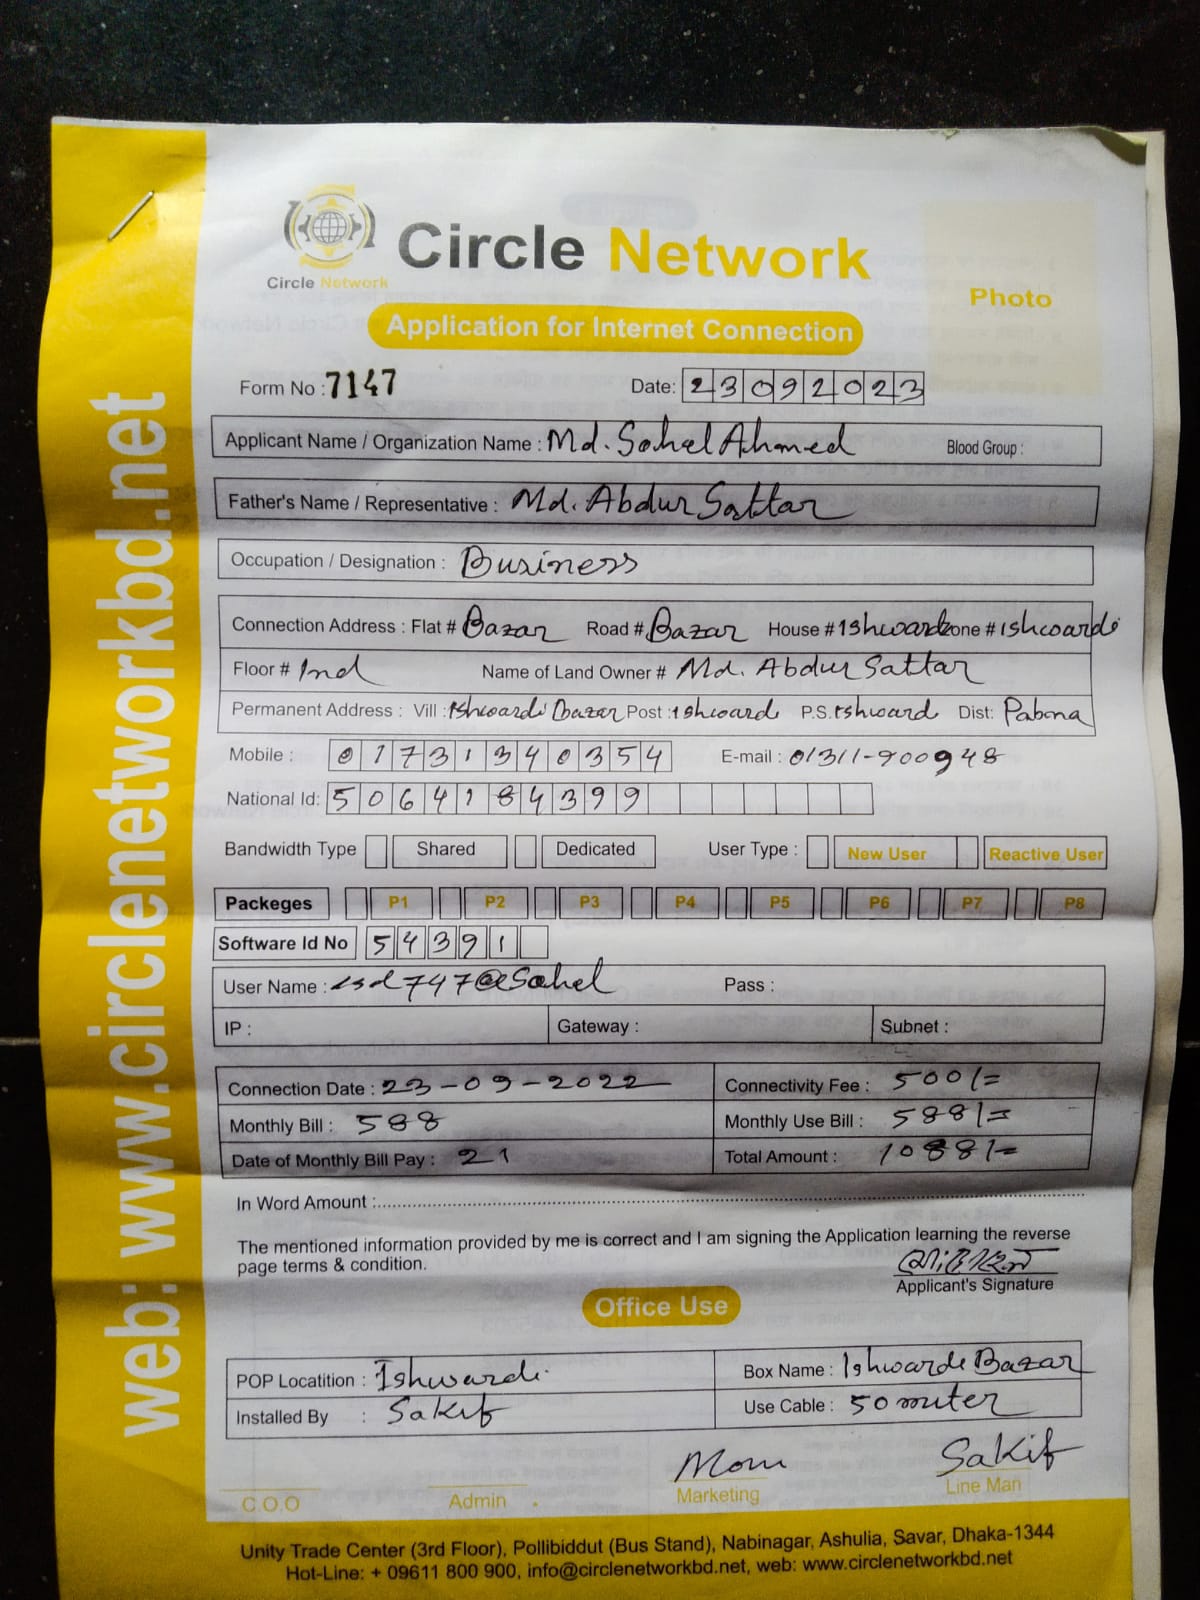 Circle Network
Circle Network
Photo
Application for Internet Connection
Form No : 7147 Date: 23092023
Applicant Name / Organization Name : Md. Sohel Ahmed Blood Group :
Father's Name / Representative : Md. Abdur Sattar
Occupation / Designation : Business
Connection Address : Flat # Bazar Road # Bazar House # Ishwardi Zone # ishwardi
Floor # Name of Land Owner # Md. Abdur Sattar
Permanent Address : Vill : Ishwardi Bazar Post : ishwardi P.S. Ishwardi Dist: Pabna
Mobile : 01731340354 E-mail : 01311-900948
National Id: 5064184399
Bandwidth Type Shared Dedicated User Type : New User Reactive User
Packeges P1 P2 P3 P4 P5 P6 P7 P8
Software Id No 54391
User Name : isd747@Sohel Pass :
IP : Gateway : Subnet :
Connection Date : 23-09-2022 Connectivity Fee : 500/=
Monthly Bill : 588 Monthly Use Bill : 588/=
Date of Monthly Bill Pay : 21 Total Amount : 1088/=
In Word Amount :
The mentioned information provided by me is correct and I am signing the Application learning the reverse
page terms & condition.
Applicant's Signature
Office Use
POP Locatition : Ishwardi Box Name : Ishwardi Bazar
Installed By : Sakif Use Cable : 50 miter
Mom Sakif
C.O.O Admin Marketing Line Man
Unity Trade Center (3rd Floor), Pollibiddut (Bus Stand), Nabinagar, Ashulia, Savar, Dhaka-1344
Hot-Line: + 09611 800 900, info@circlenetworkbd.net, web: www.circlenetworkbd.net
web: www.circlenetworkbd.net